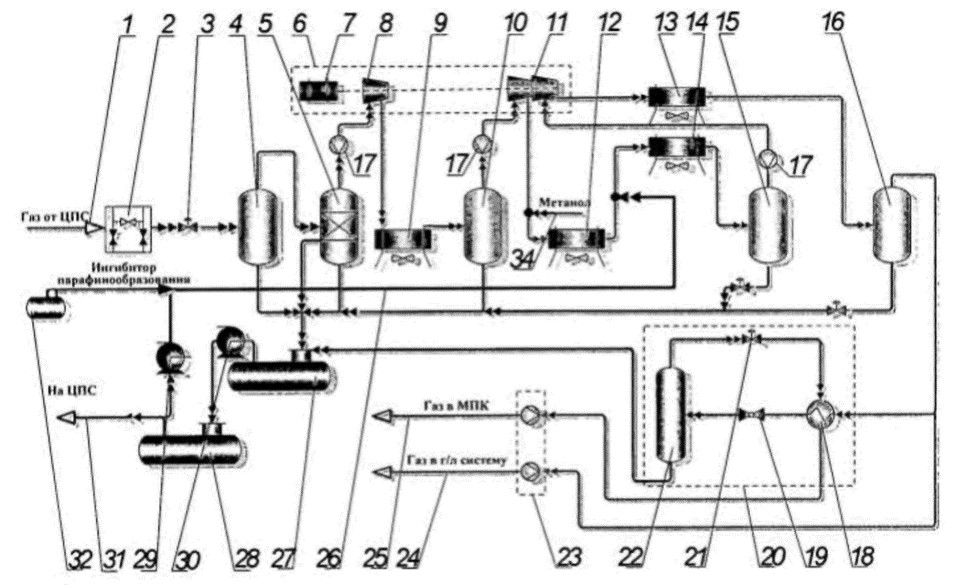 1 2 3 4 5 6 7 8 9 10 11 12 13 14 15 16
17 17 17
Газ от ЦПС
Метанол
34
Ингибитор
парафинообразования
На ЦПС
Газ в МПК
Газ в г/л систему
32 31 29 30 28 27 26 25 24 23 22 21 20 19 18